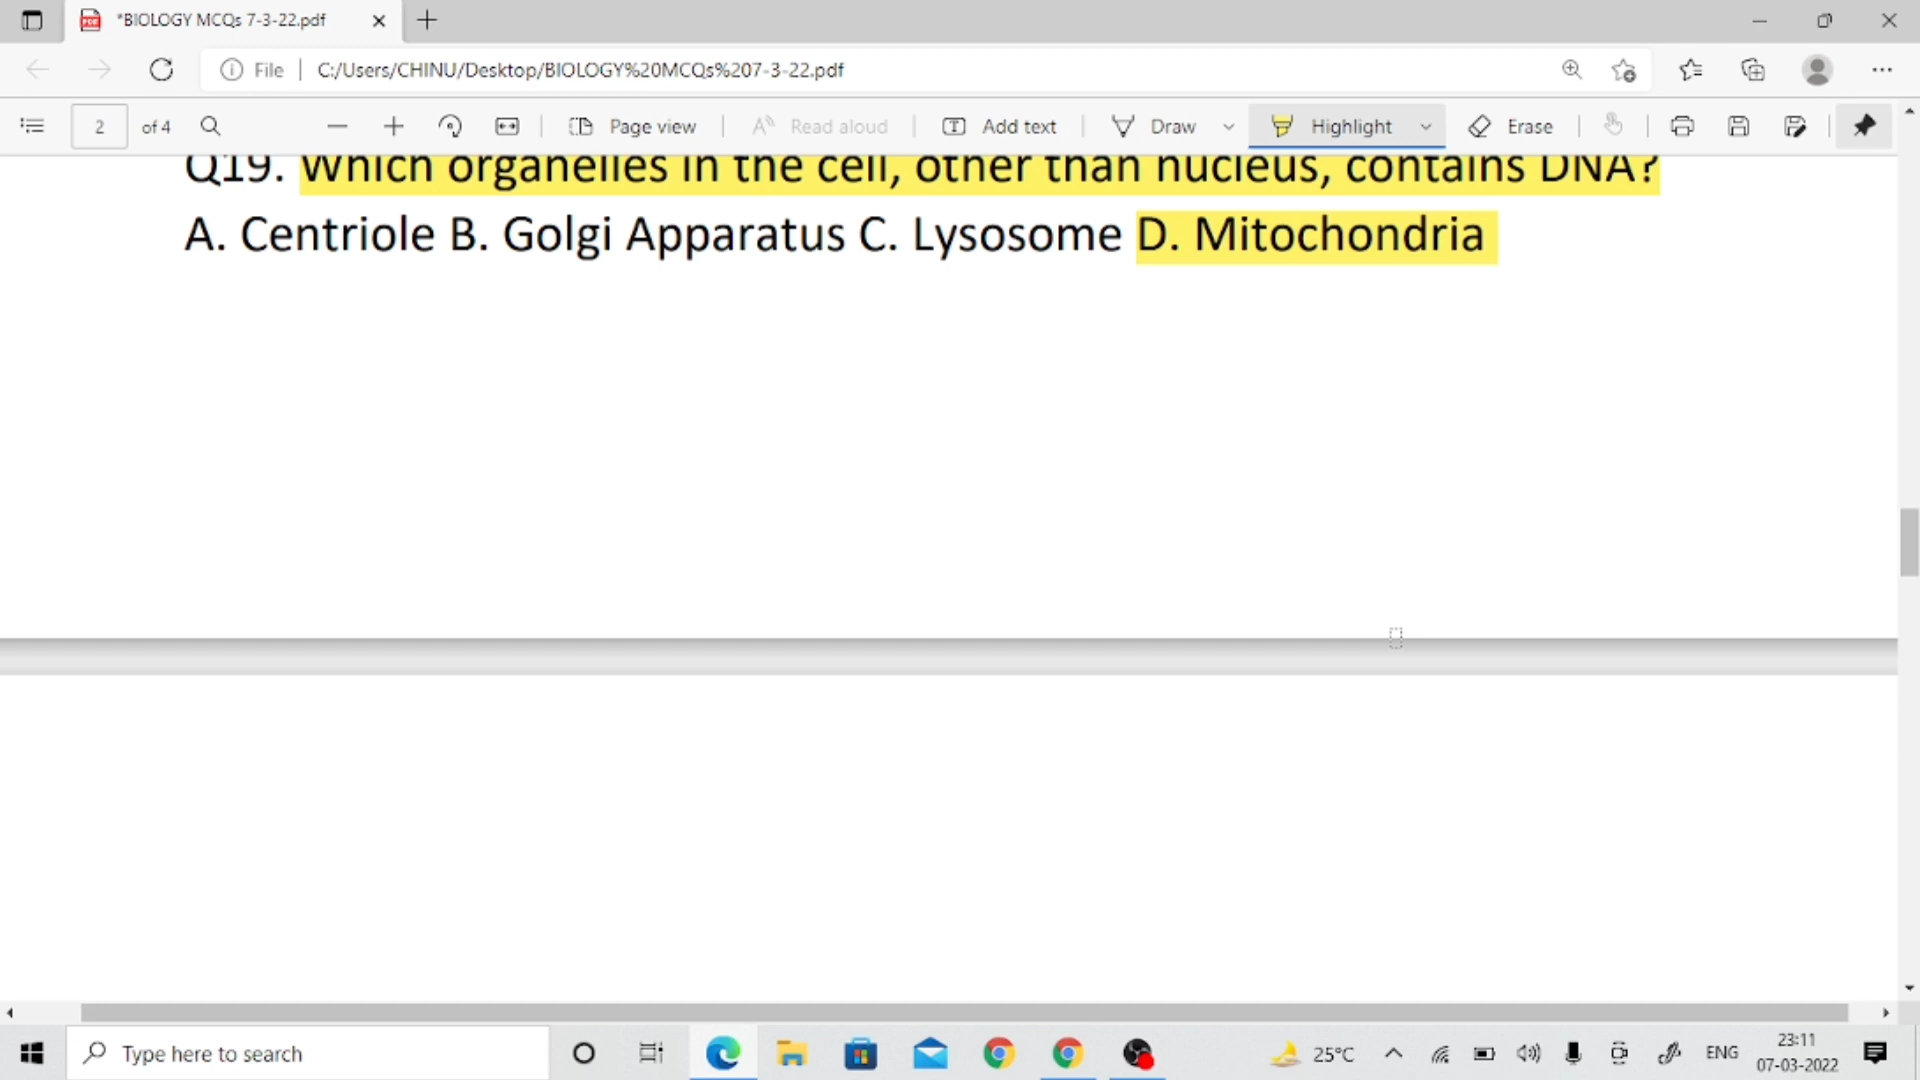 *BIOLOGY MCQs 7-3-22.pdf
File | C:/Users/CHINU/Desktop/BIOLOGY%20MCQs%207-3-22.pdf
2 of 4 Page view Read aloud Add text Draw Highlight Erase
Q19. Which organelles in the cell, other than nucleus, contains DNA?
A. Centriole B. Golgi Apparatus C. Lysosome D. Mitochondria
Type here to search 25°C ENG 23:11
07-03-2022